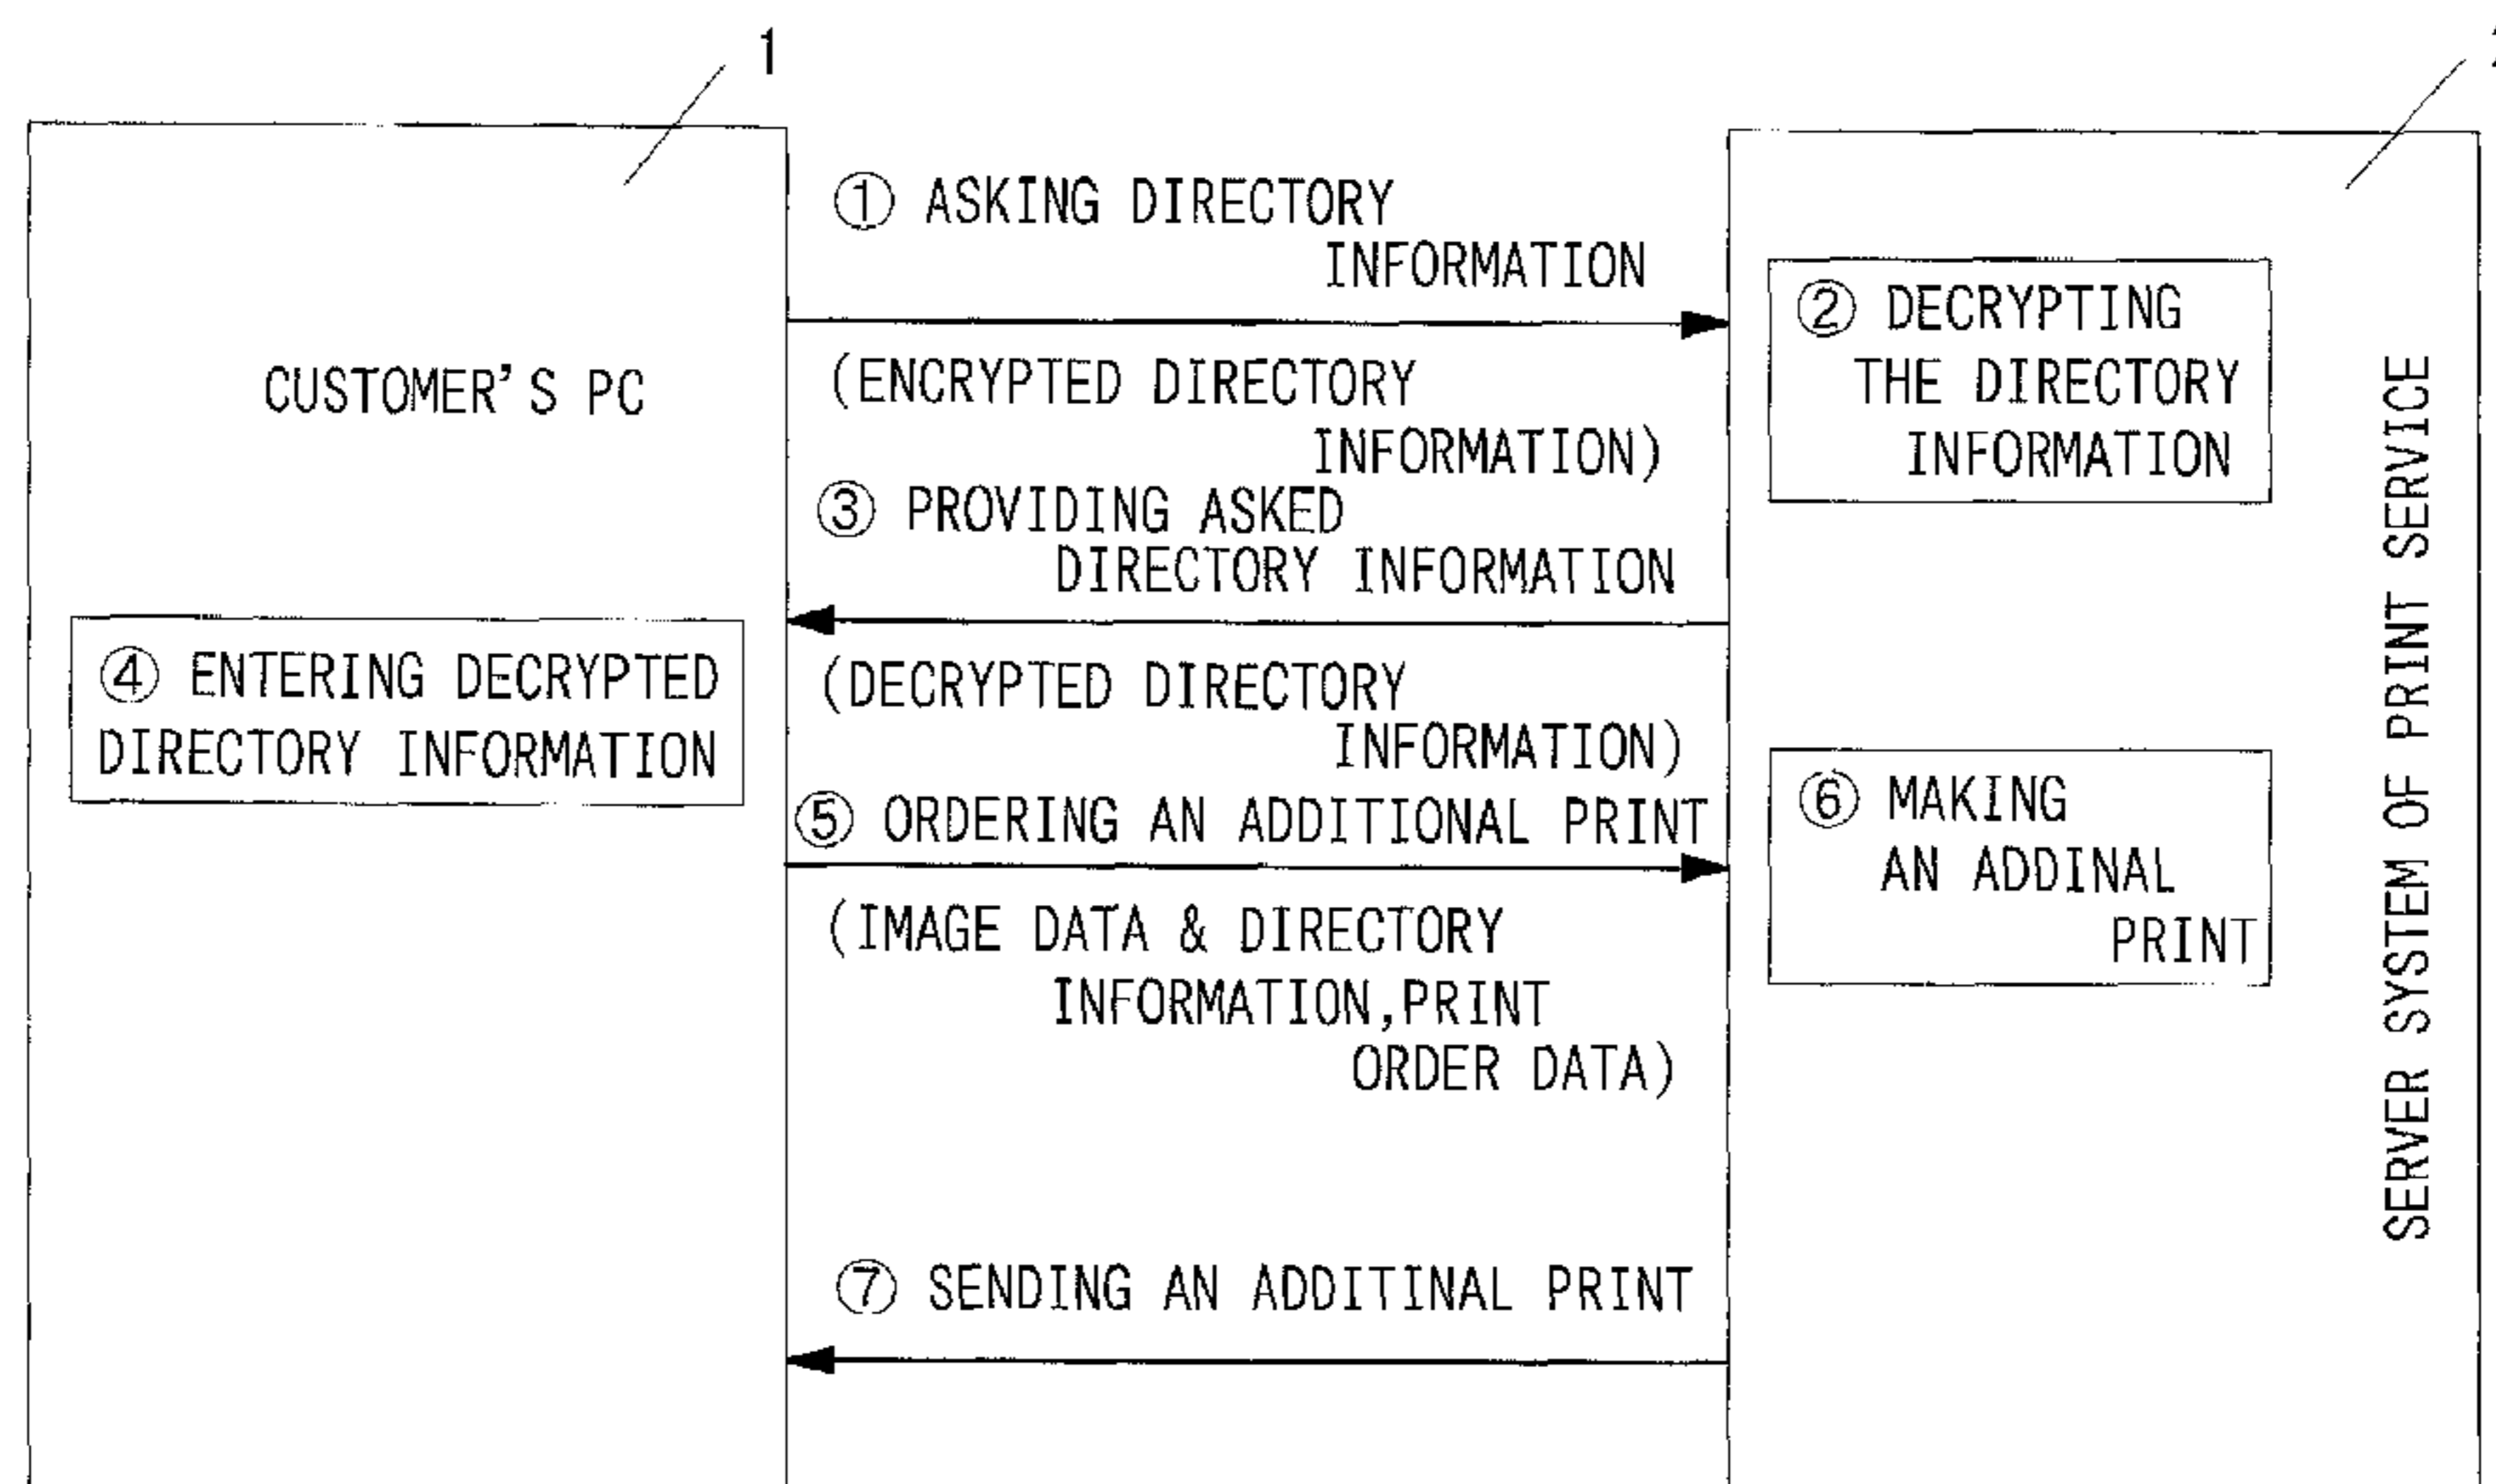 1
① ASKING DIRECTORY
INFORMATION
(ENCRYPTED DIRECTORY
INFORMATION)
CUSTOMER'S PC
② DECRYPTING
THE DIRECTORY
INFORMATION
③ PROVIDING ASKED
DIRECTORY INFORMATION
(DECRYPTED DIRECTORY
INFORMATION)
④ ENTERING DECRYPTED
DIRECTORY INFORMATION
⑤ ORDERING AN ADDITIONAL PRINT
(IMAGE DATA & DIRECTORY
INFORMATION,PRINT
ORDER DATA)
⑥ MAKING
AN ADDINAL
PRINT
⑦ SENDING AN ADDITINAL PRINT
SERVER SYSTEM OF PRINT SERVICE